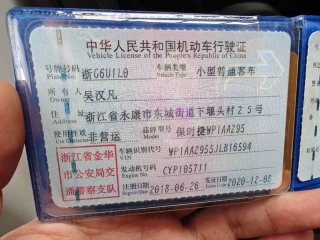 中华人民共和国机动车行驶证
Vehicle License of the People's Republic of China
号牌号码 浙G6U1L0 车辆类型 小型普通客车
Plate No. Vehicle Type
所有人 吴汉凡
Owner
住址 浙江省永康市东城街道下堰头村25号
Address
使用性质 非营运 品牌型号 保时捷WP1AA295
Use Character Model
浙江省金华
市公安局交
通警察支队
车辆识别代号 WP1AA2955JLB16594
VIN
发动机号码 CYP105711
Engine No.
注册日期 2018-06-26 发证日期 2020-12-08
Register Date Issue Date